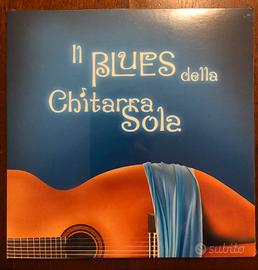 Il BLUES della
Chitarra
Sola
subito